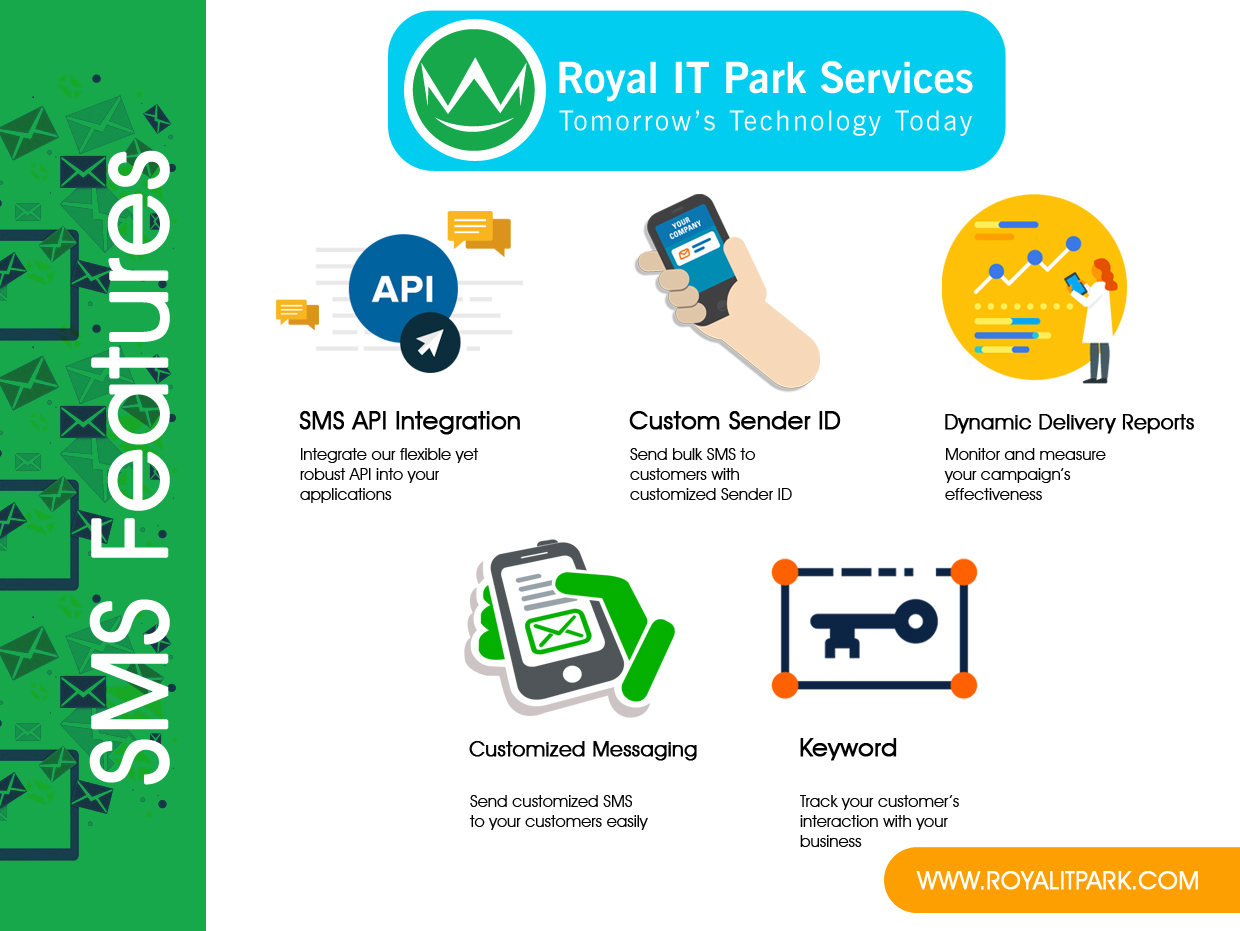 SMS Features
Royal IT Park Services
Tomorrow's Technology Today
API
YOUR
COMPANY
SMS API Integration
Integrate our flexible yet
robust API into your
applications
Custom Sender ID
Send bulk SMS to
customers with
customized Sender ID
Dynamic Delivery Reports
Monitor and measure
your campaign's
effectiveness
Customized Messaging
Send customized SMS
to your customers easily
Keyword
Track your customer's
interaction with your
business
WWW.ROYALITPARK.COM